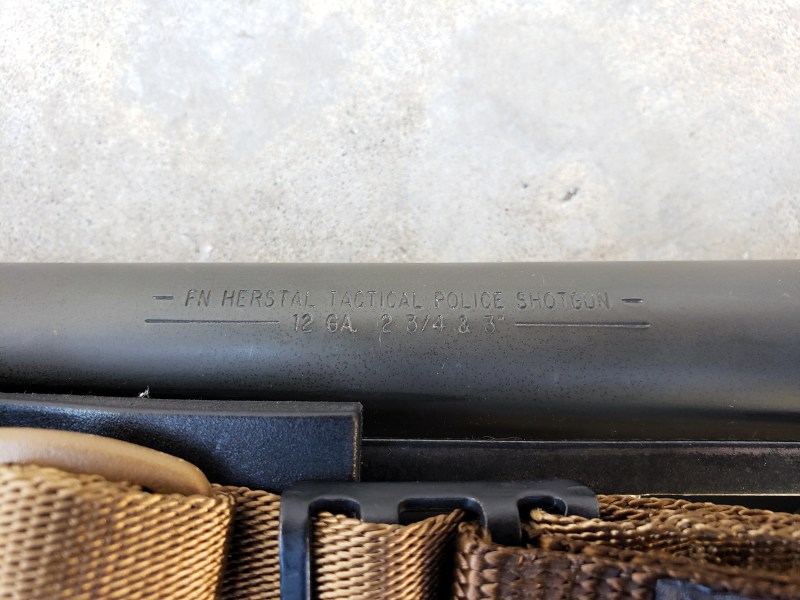 - FN HERSTAL TACTICAL POLICE SHOTGUN -
12 GA. 2 3/4 & 3"